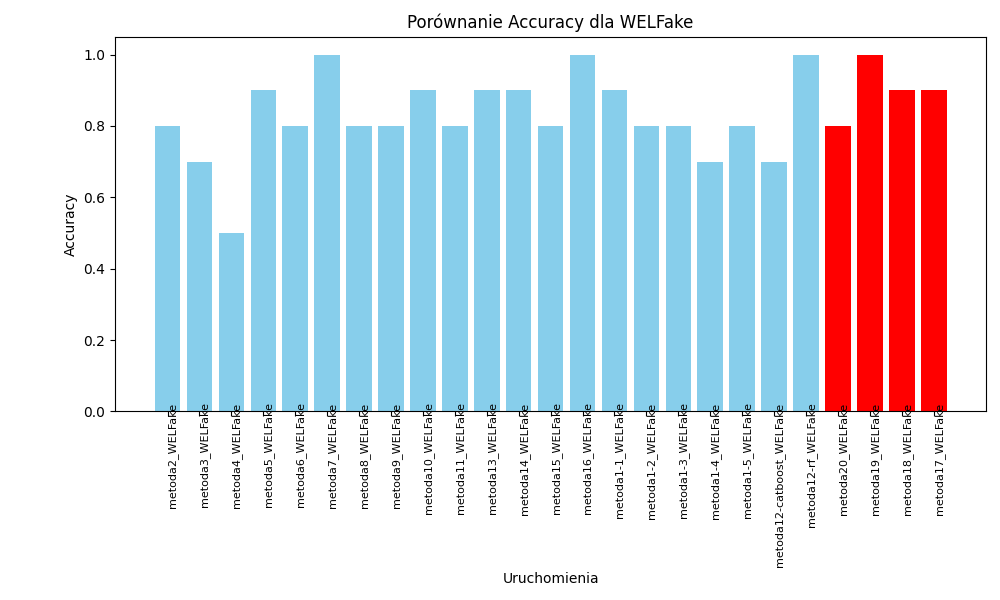 Porównanie Accuracy dla WELFake
Accuracy
1.0
0.8
0.6
0.4
0.2
0.0
metoda2_WELFake
metoda3_WELFake
metoda4_WELFake
metoda5_WELFake
metoda6_WELFake
metoda7_WELFake
metoda8_WELFake
metoda9_WELFake
metoda10_WELFake
metoda11_WELFake
metoda13_WELFake
metoda14_WELFake
metoda15_WELFake
metoda16_WELFake
metoda1-1_WELFake
metoda1-2_WELFake
metoda1-3_WELFake
metoda1-4_WELFake
metoda1-5_WELFake
metoda12-catboost_WELFake
metoda12-rf_WELFake
metoda20_WELFake
metoda19_WELFake
metoda18_WELFake
metoda17_WELFake
Uruchomienia